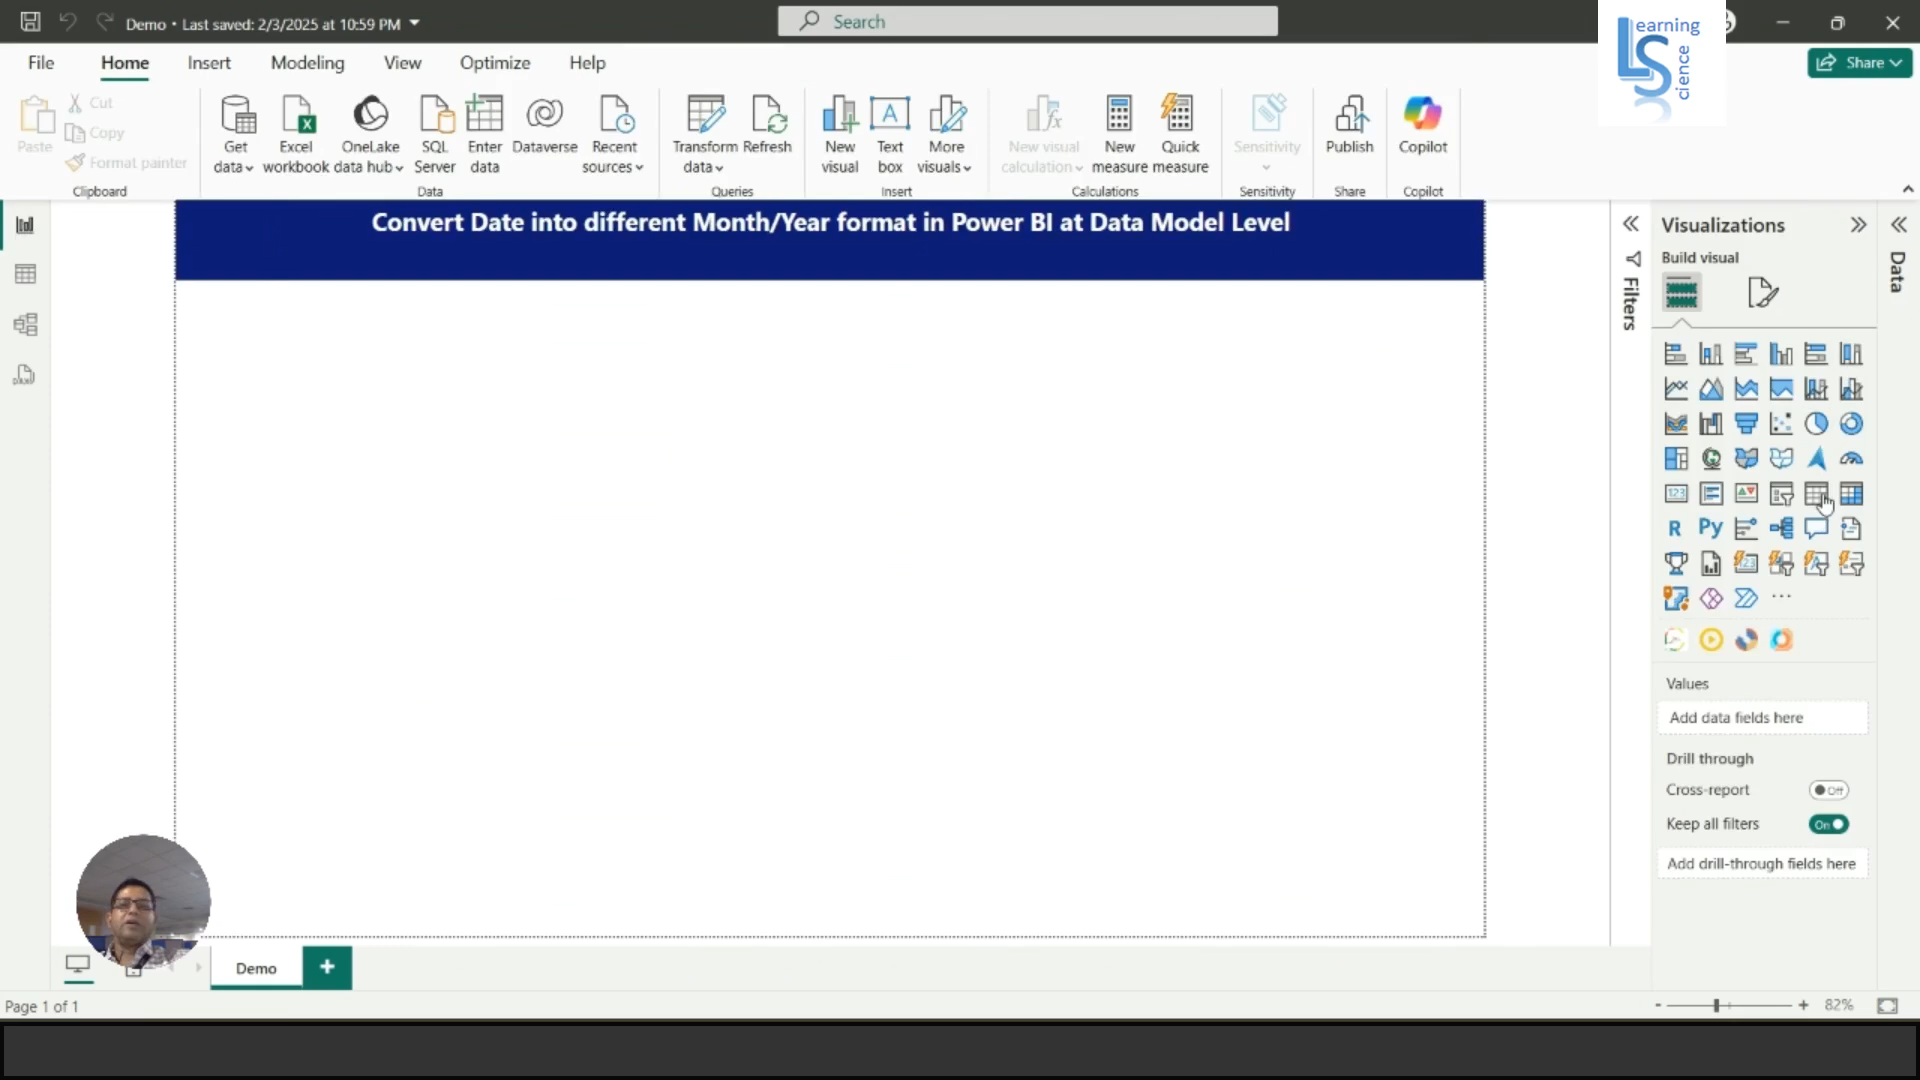 Demo • Last saved: 2/3/2025 at 10:59 PM
Search
Learning
Science
File Home Insert Modeling View Optimize Help
Share
Paste
Cut
Copy
Format painter
Clipboard
Get data
Excel workbook
OneLake data hub
SQL Server
Enter data
Dataverse
Recent sources
Data
Transform data
Refresh
Queries
New visual
Text box
More visuals
Insert
New visual calculation
New measure
Quick measure
Calculations
Sensitivity
Sensitivity
Publish
Share
Copilot
Copilot
Convert Date into different Month/Year format in Power BI at Data Model Level
Filters
Visualizations
Build visual
Data
123
R
Py
Values
Add data fields here
Drill through
Cross-report
Off
Keep all filters
On
Add drill-through fields here
Demo
Page 1 of 1
82%